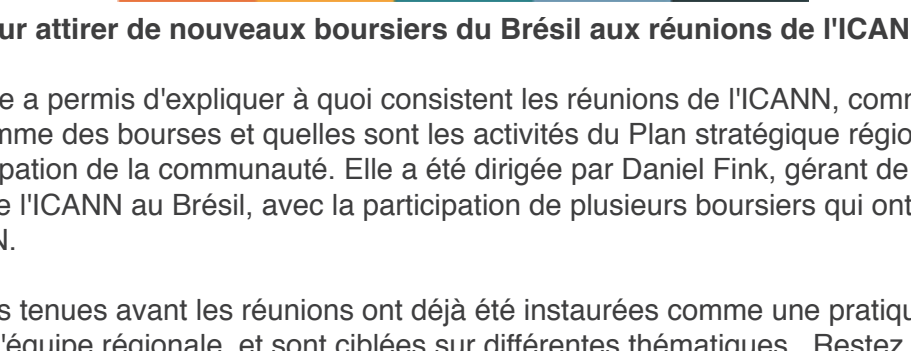 ur attirer de nouveaux boursiers du Brésil aux réunions de l'ICAN
e a permis d'expliquer à quoi consistent les réunions de l'ICANN, comm
mme des bourses et quelles sont les activités du Plan stratégique régio
pation de la communauté. Elle a été dirigée par Daniel Fink, gérant de
e l'ICANN au Brésil, avec la participation de plusieurs boursiers qui ont
N.
s tenues avant les réunions ont déjà été instaurées comme une pratiqu
l'équipe régionale, et sont ciblées sur différentes thématiques. Restez